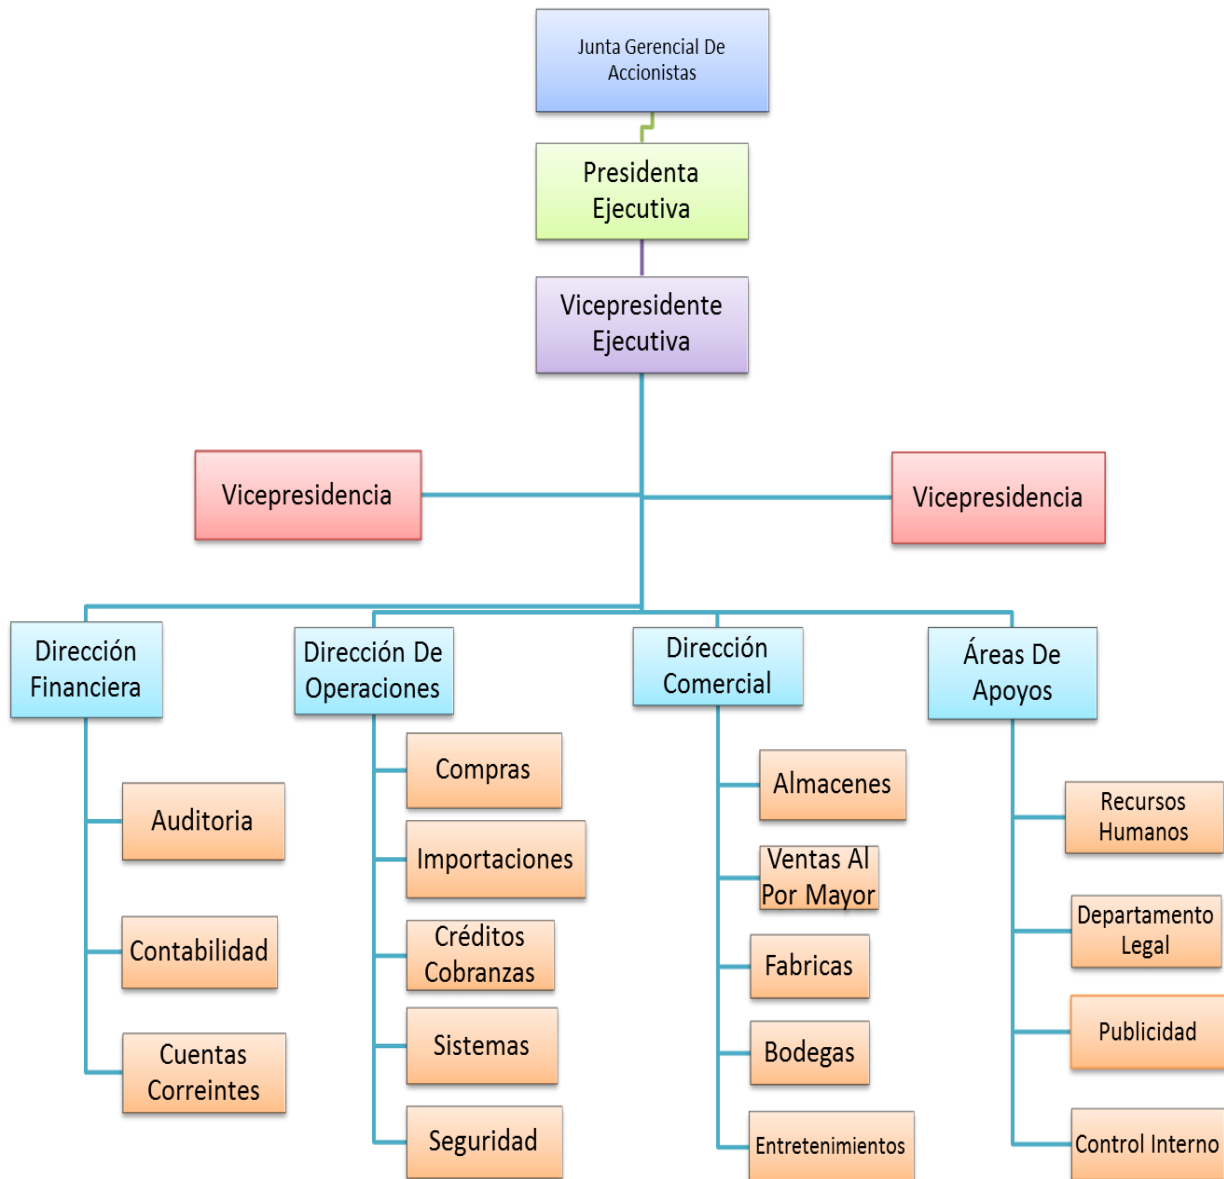 Junta Gerencial De
Accionistas
Presidenta
Ejecutiva
Vicepresidente
Ejecutiva
Vicepresidencia
Vicepresidencia
Dirección
Financiera
Auditoria
Contabilidad
Cuentas
Correintes
Dirección De
Operaciones
Compras
Importaciones
Créditos
Cobranzas
Sistemas
Seguridad
Dirección
Comercial
Almacenes
Ventas Al
Por Mayor
Fabricas
Bodegas
Entretenimientos
Áreas De
Apoyos
Recursos
Humanos
Departamento
Legal
Publicidad
Control Interno